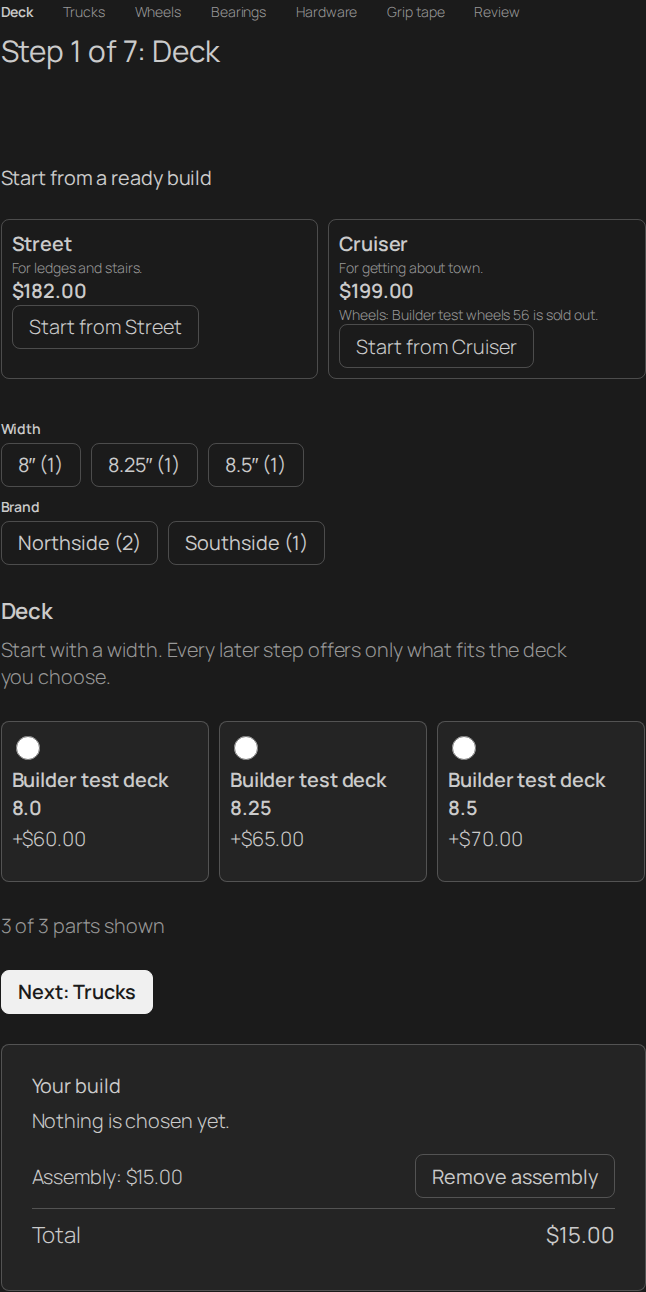 Deck Trucks Wheels Bearings Hardware Grip tape Review
Step 1 of 7: Deck
Start from a ready build
Street
For ledges and stairs.
$182.00
Start from Street
Cruiser
For getting about town.
$199.00
Wheels: Builder test wheels 56 is sold out.
Start from Cruiser
Width
8″ (1)
8.25″ (1)
8.5″ (1)
Brand
Northside (2)
Southside (1)
Deck
Start with a width. Every later step offers only what fits the deck
you choose.
Builder test deck
8.0
+$60.00
Builder test deck
8.25
+$65.00
Builder test deck
8.5
+$70.00
3 of 3 parts shown
Next: Trucks
Your build
Nothing is chosen yet.
Assembly: $15.00
Remove assembly
Total
$15.00